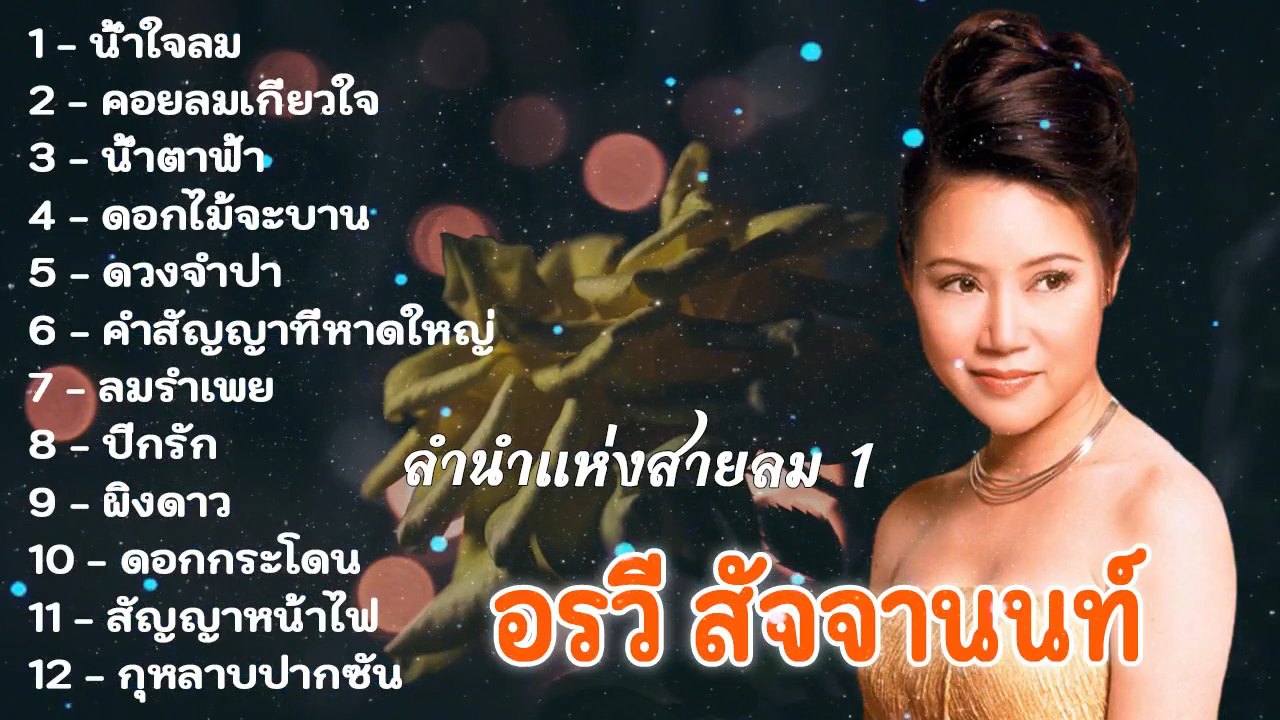 1 - น้ำใจลม
2 - คอยลมเกี่ยวใจ
3 - น้ำตาฟ้า
4 - ดอกไม้จะบาน
5 - ดวงจำปา
6 - คำสัญญาที่หาดใหญ่
7 - ลมรำเพย
8 - ปีกรัก
9 - ผิงดาว
10 - ดอกกระโดน
11 - สัญญาหน้าไฟ
12 - กุหลาบปากซัน
ลำนำแห่งสายลม 1
อรวี สัจจานนท์